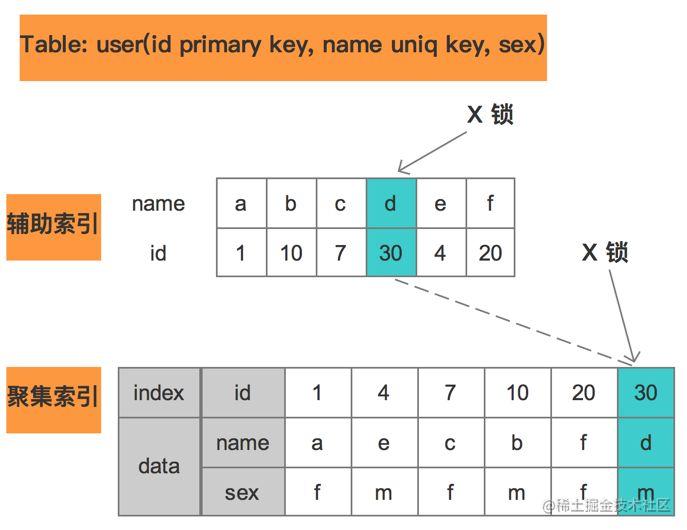 Table: user(id primary key, name uniq key, sex)
X 锁
辅助索引
name a b c d e f
id 1 10 7 30 4 20
X 锁
聚集索引
index id 1 4 7 10 20 30
data name a e c b f d
sex f m f m f m
@稀土掘金技术社区